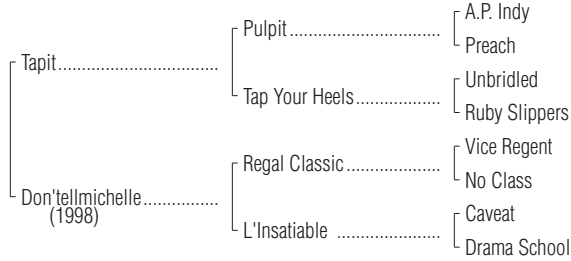 A.P. Indy
Pulpit
Preach
Tapit
Unbridled
Tap Your Heels
Ruby Slippers
Vice Regent
Regal Classic
No Class
Don'tellmichelle
(1998)
Caveat
L'Insatiable
Drama School